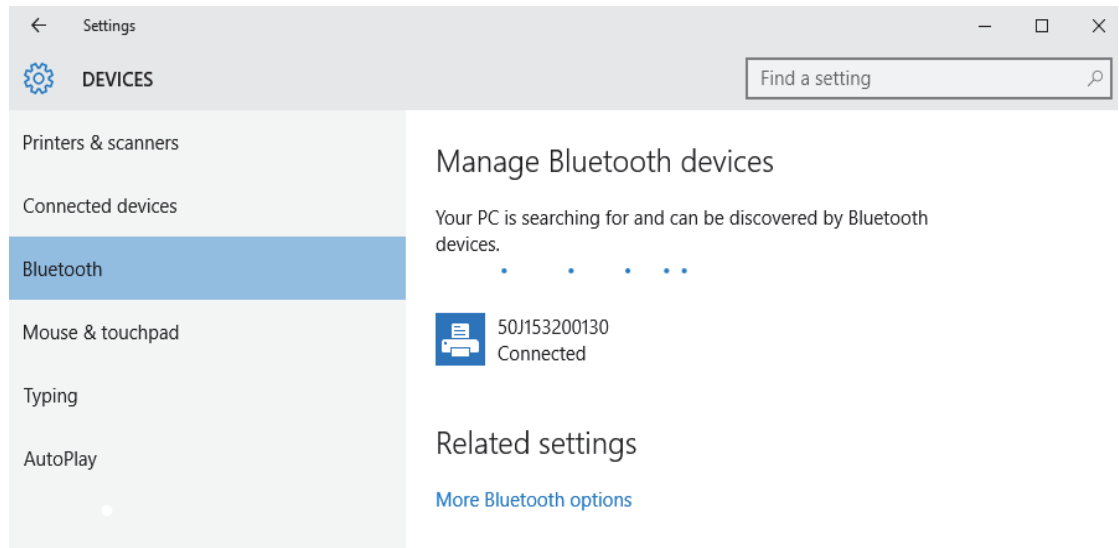 Settings
DEVICES
Find a setting
Printers & scanners
Connected devices
Bluetooth
Mouse & touchpad
Typing
AutoPlay
Manage Bluetooth devices
Your PC is searching for and can be discovered by Bluetooth
devices.
50J153200130
Connected
Related settings
More Bluetooth options